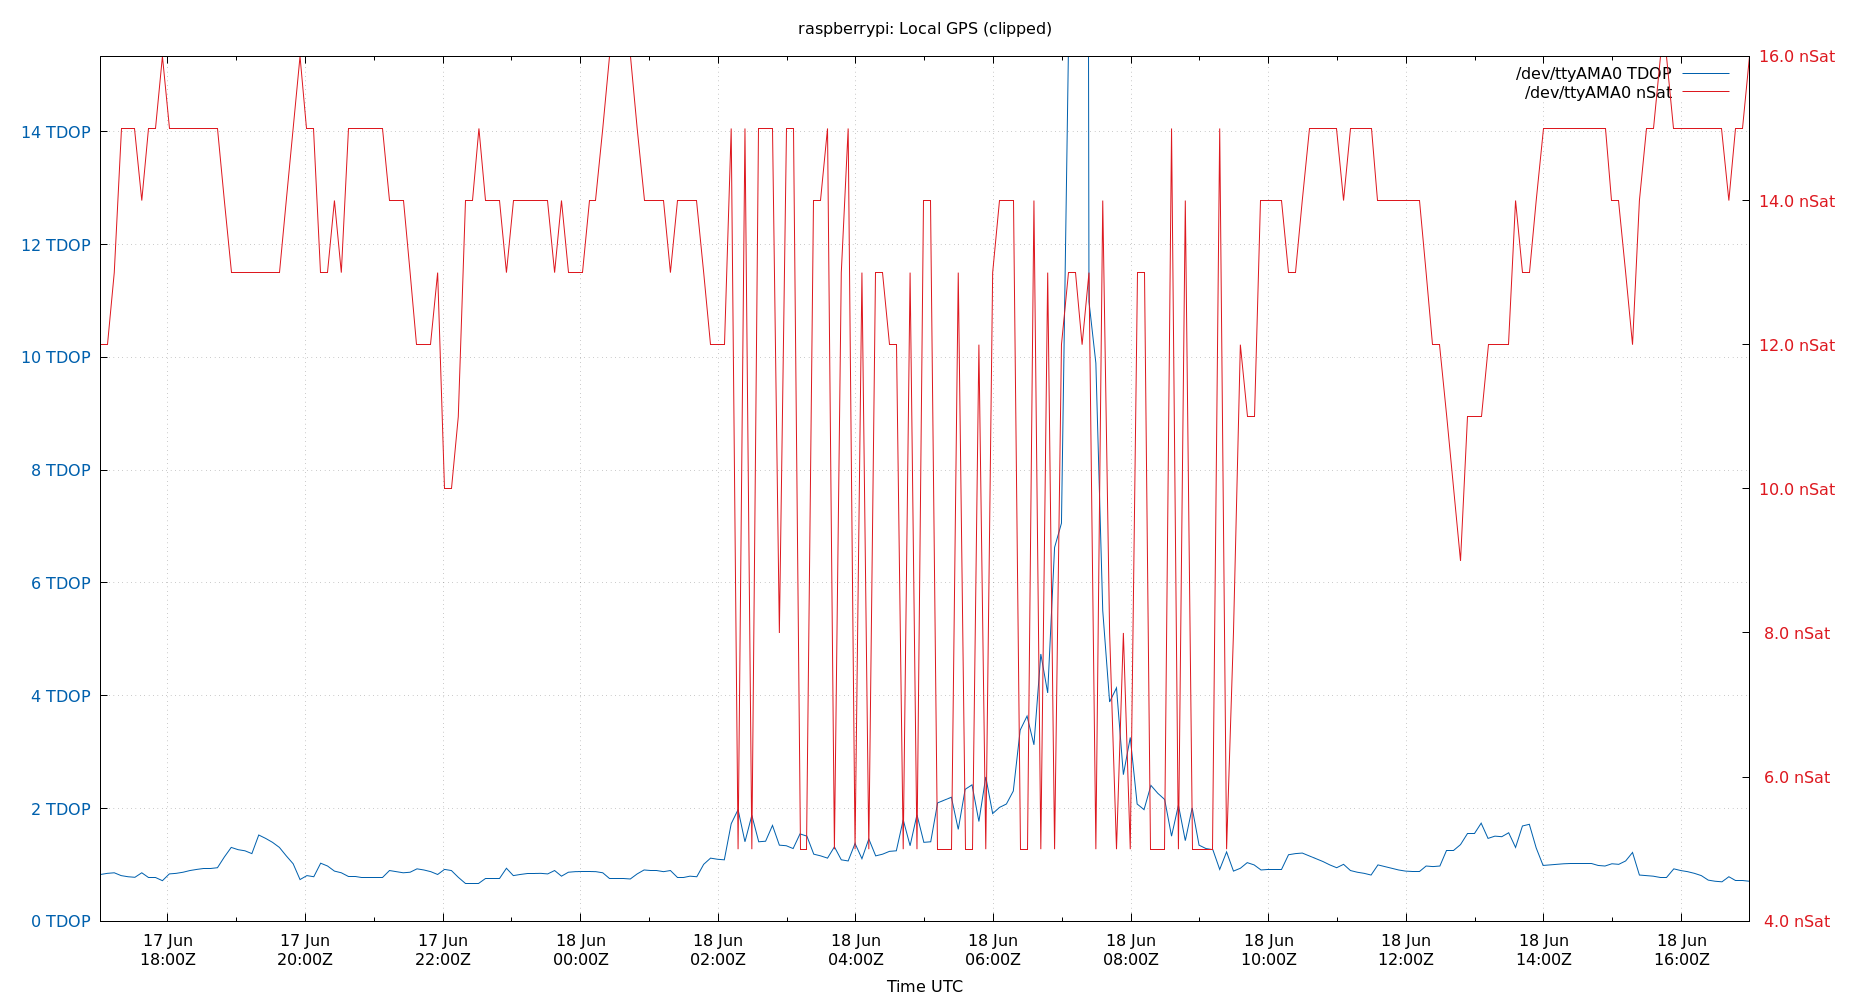 raspberrypi: Local GPS (clipped)
16.0 nSat
/dev/ttyAMA0 TDOP
/dev/ttyAMA0 nSat
14 TDOP
14.0 nSat
12 TDOP
10 TDOP
12.0 nSat
8 TDOP
10.0 nSat
6 TDOP
8.0 nSat
4 TDOP
6.0 nSat
2 TDOP
0 TDOP
4.0 nSat
17 Jun 17 Jun 17 Jun 18 Jun 18 Jun 18 Jun 18 Jun 18 Jun 18 Jun 18 Jun 18 Jun 18 Jun
18:00Z 20:00Z 22:00Z 00:00Z 02:00Z 04:00Z 06:00Z 08:00Z 10:00Z 12:00Z 14:00Z 16:00Z
Time UTC